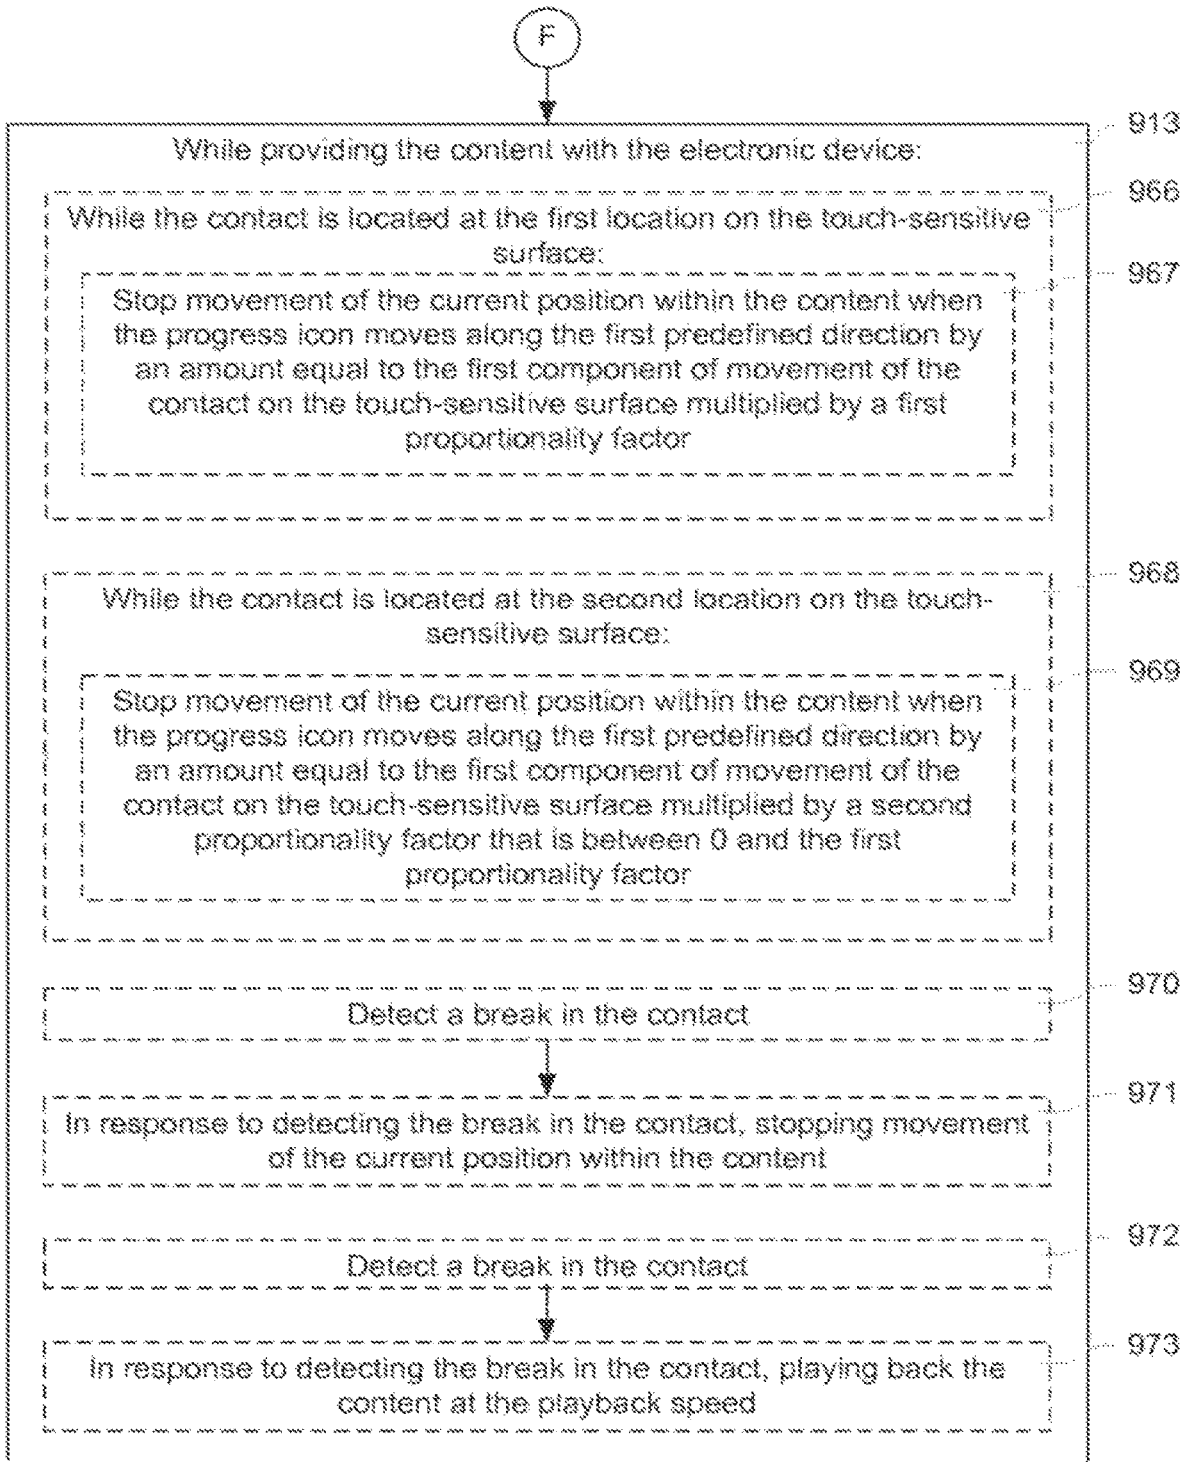 F
913
While providing the content with the electronic device:
966
While the contact is located at the first location on the touch-sensitive
surface:
967
Stop movement of the current position within the content when
the progress icon moves along the first predefined direction by
an amount equal to the first component of movement of the
contact on the touch-sensitive surface multiplied by a first
proportionality factor
968
While the contact is located at the second location on the touch-
sensitive surface:
969
Stop movement of the current position within the content when
the progress icon moves along the first predefined direction by
an amount equal to the first component of movement of the
contact on the touch-sensitive surface multiplied by a second
proportionality factor that is between 0 and the first
proportionality factor
970
Detect a break in the contact
971
In response to detecting the break in the contact, stopping movement
of the current position within the content
972
Detect a break in the contact
973
In response to detecting the break in the contact, playing back the
content at the playback speed